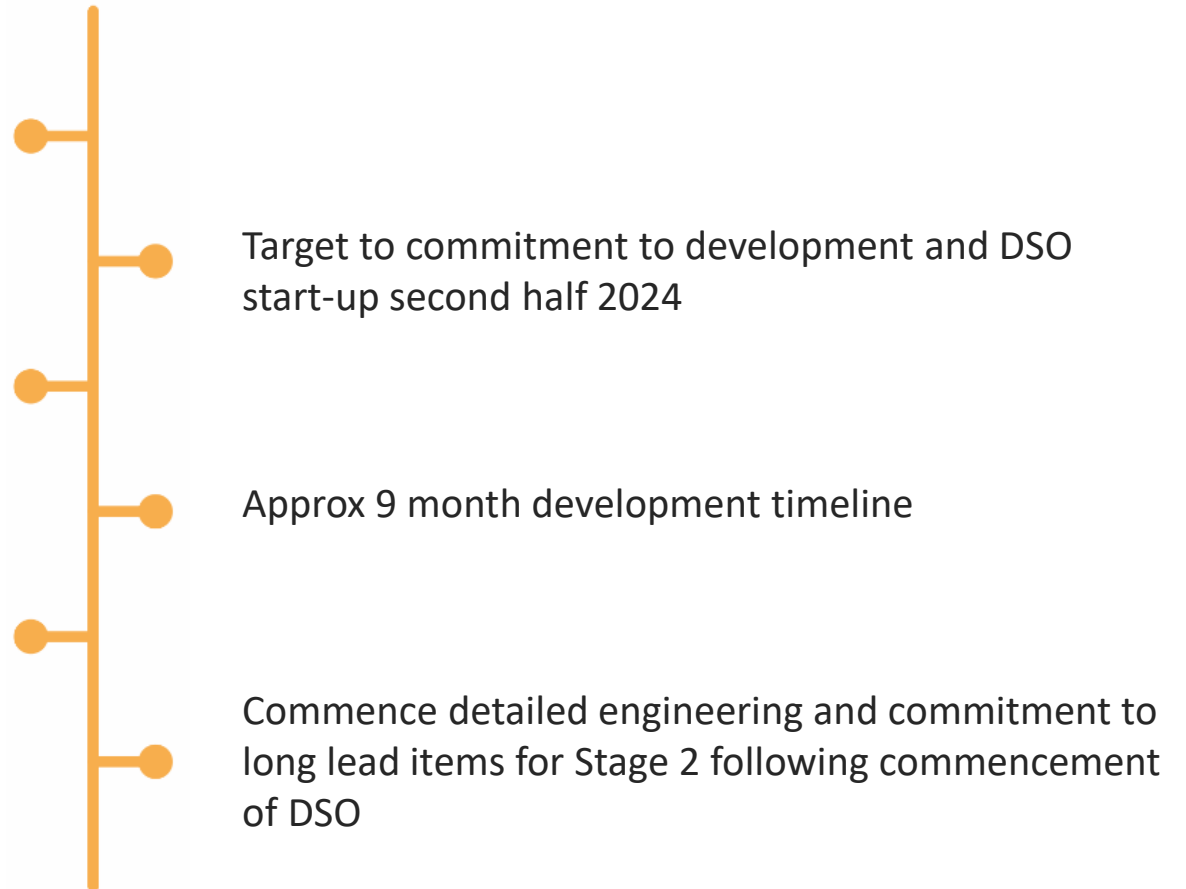 Target to commitment to development and DSO
start-up second half 2024
Approx 9 month development timeline
Commence detailed engineering and commitment to
long lead items for Stage 2 following commencement
of DSO